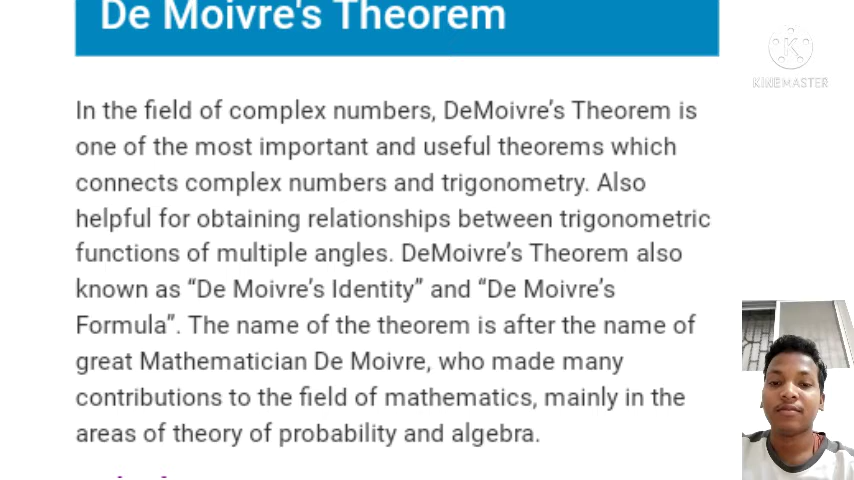 De Moivre's Theorem
K
KINEMASTER
In the field of complex numbers, DeMoivre’s Theorem is
one of the most important and useful theorems which
connects complex numbers and trigonometry. Also
helpful for obtaining relationships between trigonometric
functions of multiple angles. DeMoivre’s Theorem also
known as “De Moivre’s Identity” and “De Moivre’s
Formula”. The name of the theorem is after the name of
great Mathematician De Moivre, who made many
contributions to the field of mathematics, mainly in the
areas of theory of probability and algebra.